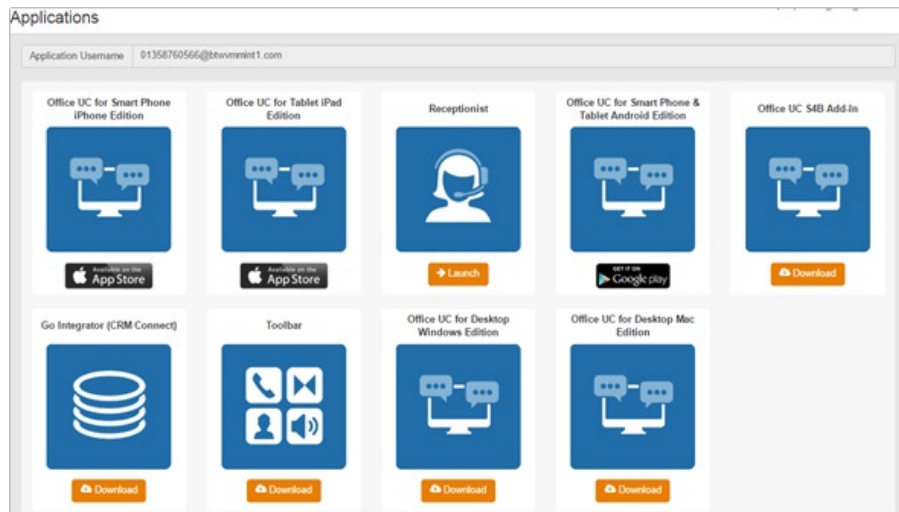 Applications
Application Username 01358760566@btwvmmint1.com
Office UC for Smart Phone
iPhone Edition
Office UC for Tablet iPad
Edition
Receptionist
Office UC for Smart Phone &
Tablet Android Edition
Office UC S4B Add-In
Available on the
App Store
Available on the
App Store
Launch
GET IT ON
Google play
Download
Go Integrator (CRM Connect)
Toolbar
Office UC for Desktop
Windows Edition
Office UC for Desktop Mac
Edition
Download
Download
Download
Download